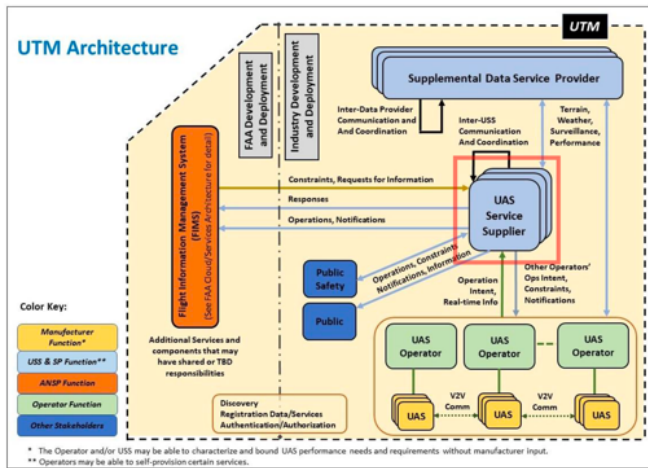 UTM
UTM Architecture
FAA Development
and Deployment
Industry Development
and Deployment
Supplemental Data Service Provider
Inter-Data Provider
Communication and
And Coordination
Inter-USS
Communication
And Coordination
Terrain,
Weather,
Surveillance,
Performance
Flight Information Management System
(FIMS)
(See FAA Cloud/Services Architecture for detail)
Constraints, Requests for Information
Responses
Operations, Notifications
UAS
Service
Supplier
Operations, Constraints
Notifications, Information
Public
Safety
Public
Operation
Intent,
Real-time Info
Other Operators'
Ops Intent,
Constraints,
Notifications
Color Key:
Manufacturer
Function*
USS & SP Function**
ANSP Function
Operator Function
Other Stakeholders
Additional Services and
components that may
have shared or TBD
responsibilities
Discovery
Registration Data/Services
Authentication/Authorization
UAS
Operator
UAS
Operator
UAS
Operator
UAS
V2V
Comm
UAS
V2V
Comm
UAS
* The Operator and/or USS may be able to characterize and bound UAS performance needs and requirements without manufacturer input.
** Operators may be able to self-provision certain services.